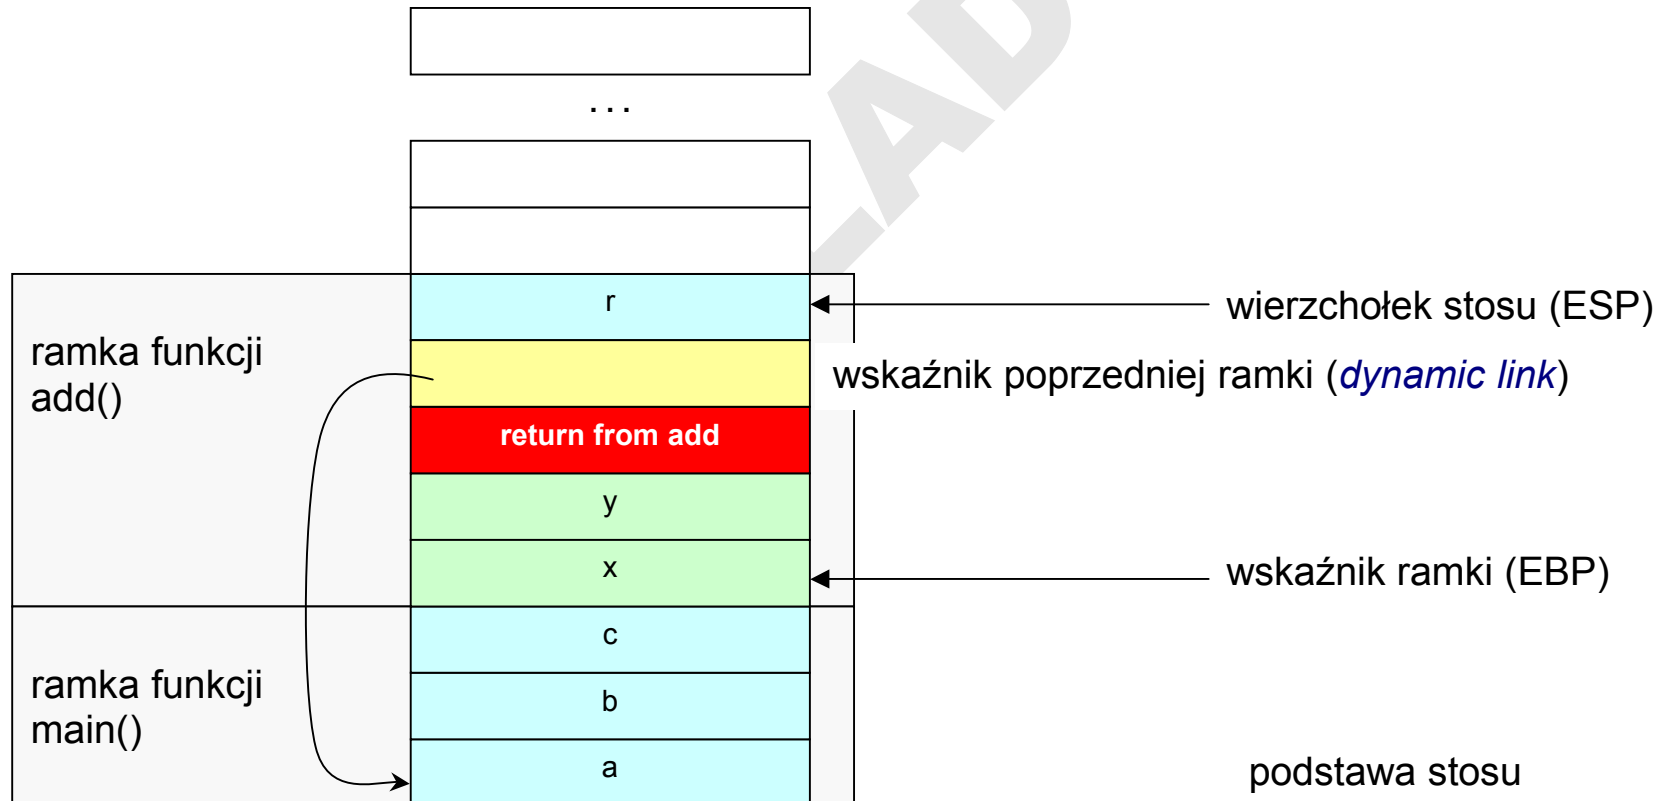 ...
r
wierzchołek stosu (ESP)
ramka funkcji
add()
wskaźnik poprzedniej ramki (dynamic link)
return from add
y
x
wskaźnik ramki (EBP)
c
ramka funkcji
main()
b
a
podstawa stosu